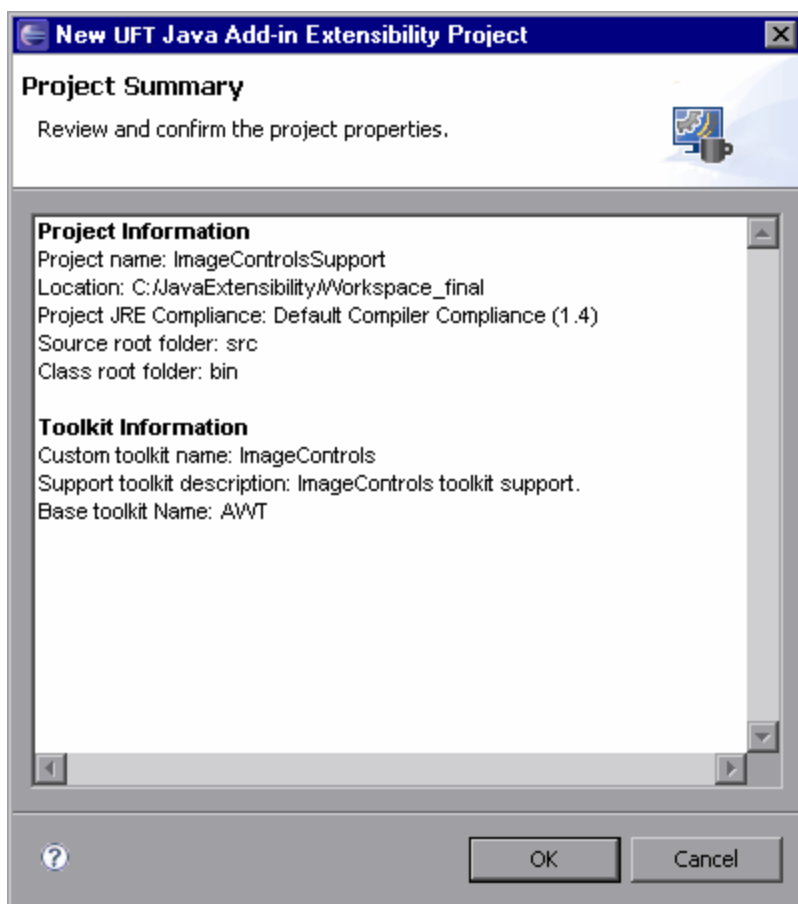 New UFT Java Add-in Extensibility Project
Project Summary
Review and confirm the project properties.
Project Information
Project name: ImageControlsSupport
Location: C:/JavaExtensibility/Workspace_final
Project JRE Compliance: Default Compiler Compliance (1.4)
Source root folder: src
Class root folder: bin
Toolkit Information
Custom toolkit name: ImageControls
Support toolkit description: ImageControls toolkit support.
Base toolkit Name: AWT
OK
Cancel